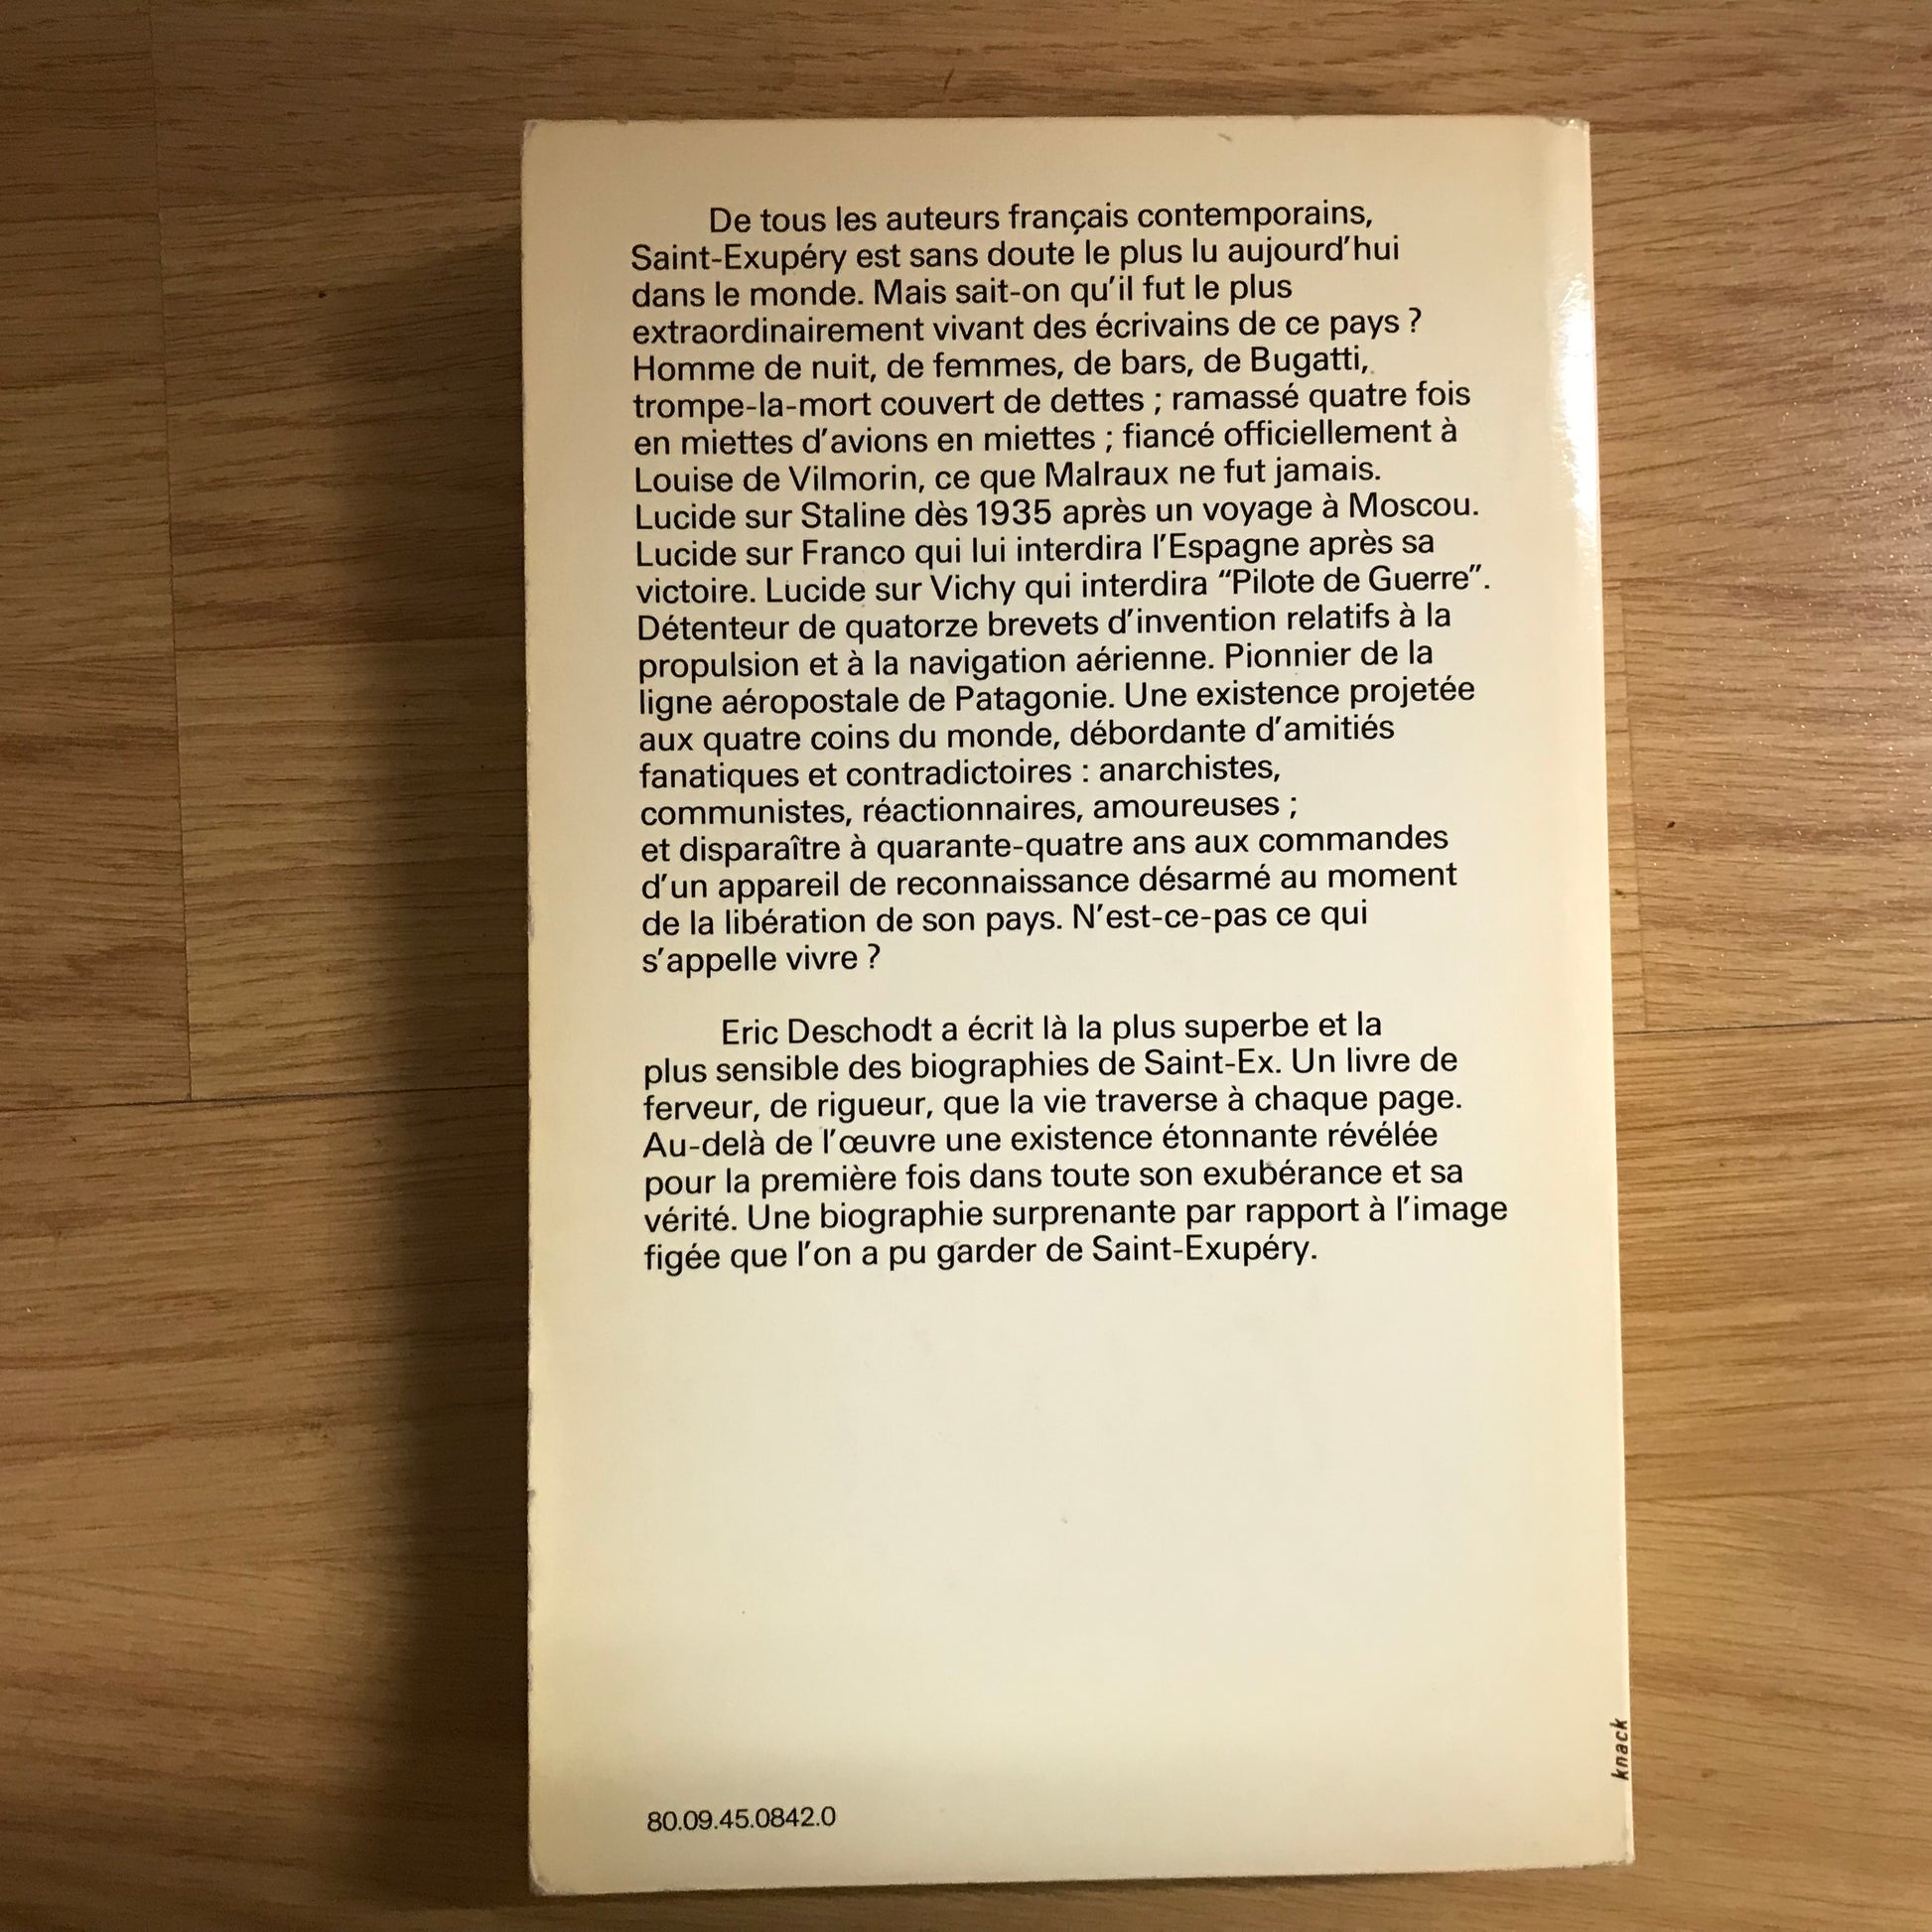 De tous les auteurs français contemporains,
Saint-Exupéry est sans doute le plus lu aujourd'hui
dans le monde. Mais sait-on qu'il fut le plus
extraordinairement vivant des écrivains de ce pays ?
Homme de nuit, de femmes, de bars, de Bugatti,
trompe-la-mort couvert de dettes ; ramassé quatre fois
en miettes d'avions en miettes ; fiancé officiellement à
Louise de Vilmorin, ce que Malraux ne fut jamais.
Lucide sur Staline dès 1935 après un voyage à Moscou.
Lucide sur Franco qui lui interdira l'Espagne après sa
victoire. Lucide sur Vichy qui interdira “Pilote de Guerre”.
Détenteur de quatorze brevets d'invention relatifs à la
propulsion et à la navigation aérienne. Pionnier de la
ligne aéropostale de Patagonie. Une existence projetée
aux quatre coins du monde, débordante d'amitiés
fanatiques et contradictoires : anarchistes,
communistes, réactionnaires, amoureuses ;
et disparaître à quarante-quatre ans aux commandes
d'un appareil de reconnaissance désarmé au moment
de la libération de son pays. N'est-ce-pas ce qui
s'appelle vivre ?
Eric Deschodt a écrit là la plus superbe et la
plus sensible des biographies de Saint-Ex. Un livre de
ferveur, de rigueur, que la vie traverse à chaque page.
Au-delà de l'œuvre une existence étonnante révélée
pour la première fois dans toute son exubérance et sa
vérité. Une biographie surprenante par rapport à l'image
figée que l'on a pu garder de Saint-Exupéry.
knack
80.09.45.0842.0